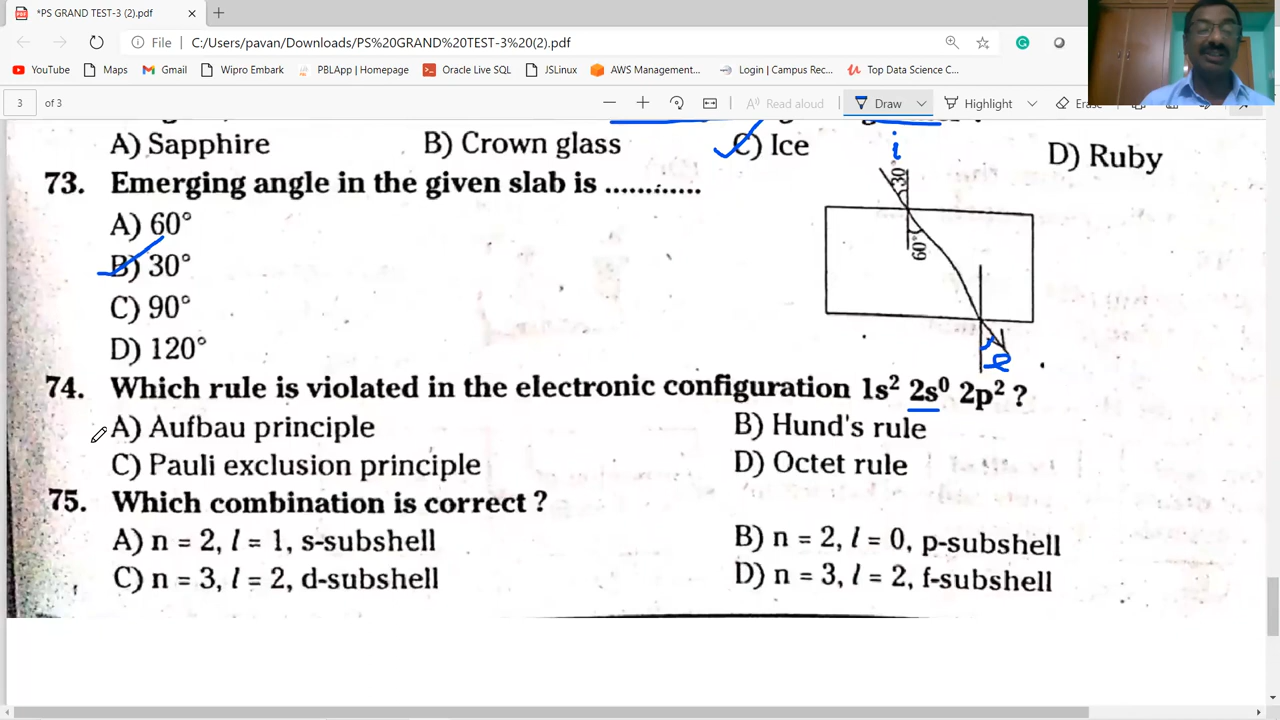 *PS GRAND TEST-3 (2).pdf
File C:/Users/pavan/Downloads/PS%20GRAND%20TEST-3%20(2).pdf
YouTube Maps Gmail Wipro Embark PBLApp | Homepage Oracle Live SQL JSLinux AWS Management... Login | Campus Rec... Top Data Science C...
3 of 3 Read aloud Draw Highlight Erase
A) Sapphire B) Crown glass C) Ice D) Ruby
i
73. Emerging angle in the given slab is ............
30°
A) 60°
60°
B) 30°
C) 90°
D) 120°
e
74. Which rule is violated in the electronic configuration 1s² 2s⁰ 2p² ?
A) Aufbau principle B) Hund's rule
C) Pauli exclusion principle D) Octet rule
75. Which combination is correct ?
A) n = 2, l = 1, s-subshell B) n = 2, l = 0, p-subshell
C) n = 3, l = 2, d-subshell D) n = 3, l = 2, f-subshell